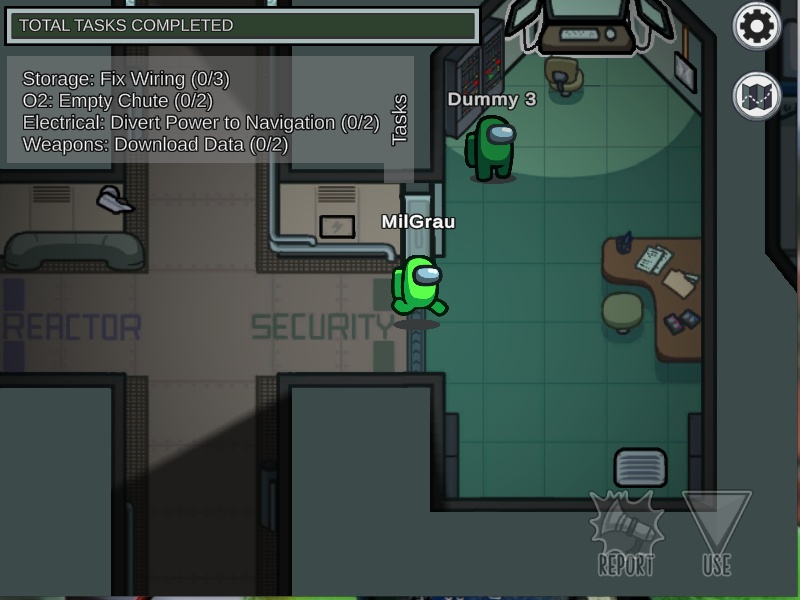 TOTAL TASKS COMPLETED
Storage: Fix Wiring (0/3)
O2: Empty Chute (0/2)
Electrical: Divert Power to Navigation (0/2)
Weapons: Download Data (0/2)
Tasks
Dummy 3
MilGrau
REACTOR
SECURITY
REPORT
USE